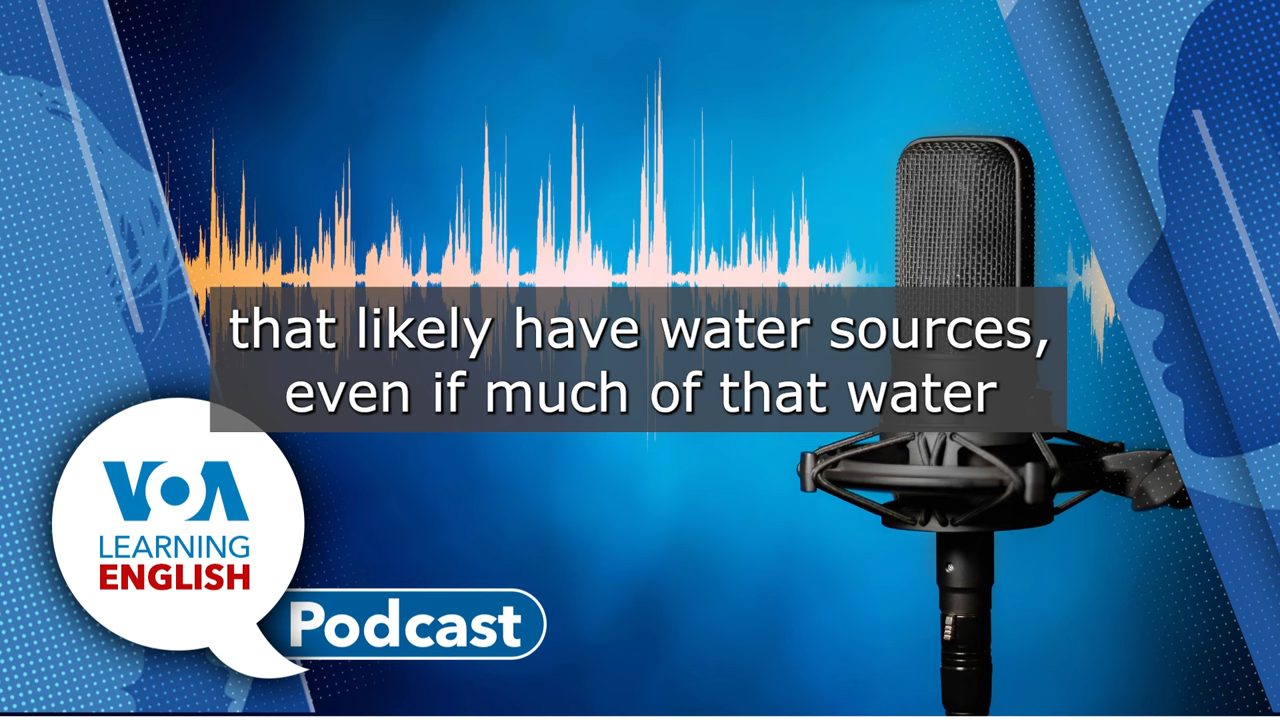 that likely have water sources,
even if much of that water
VOA
LEARNING
ENGLISH
Podcast